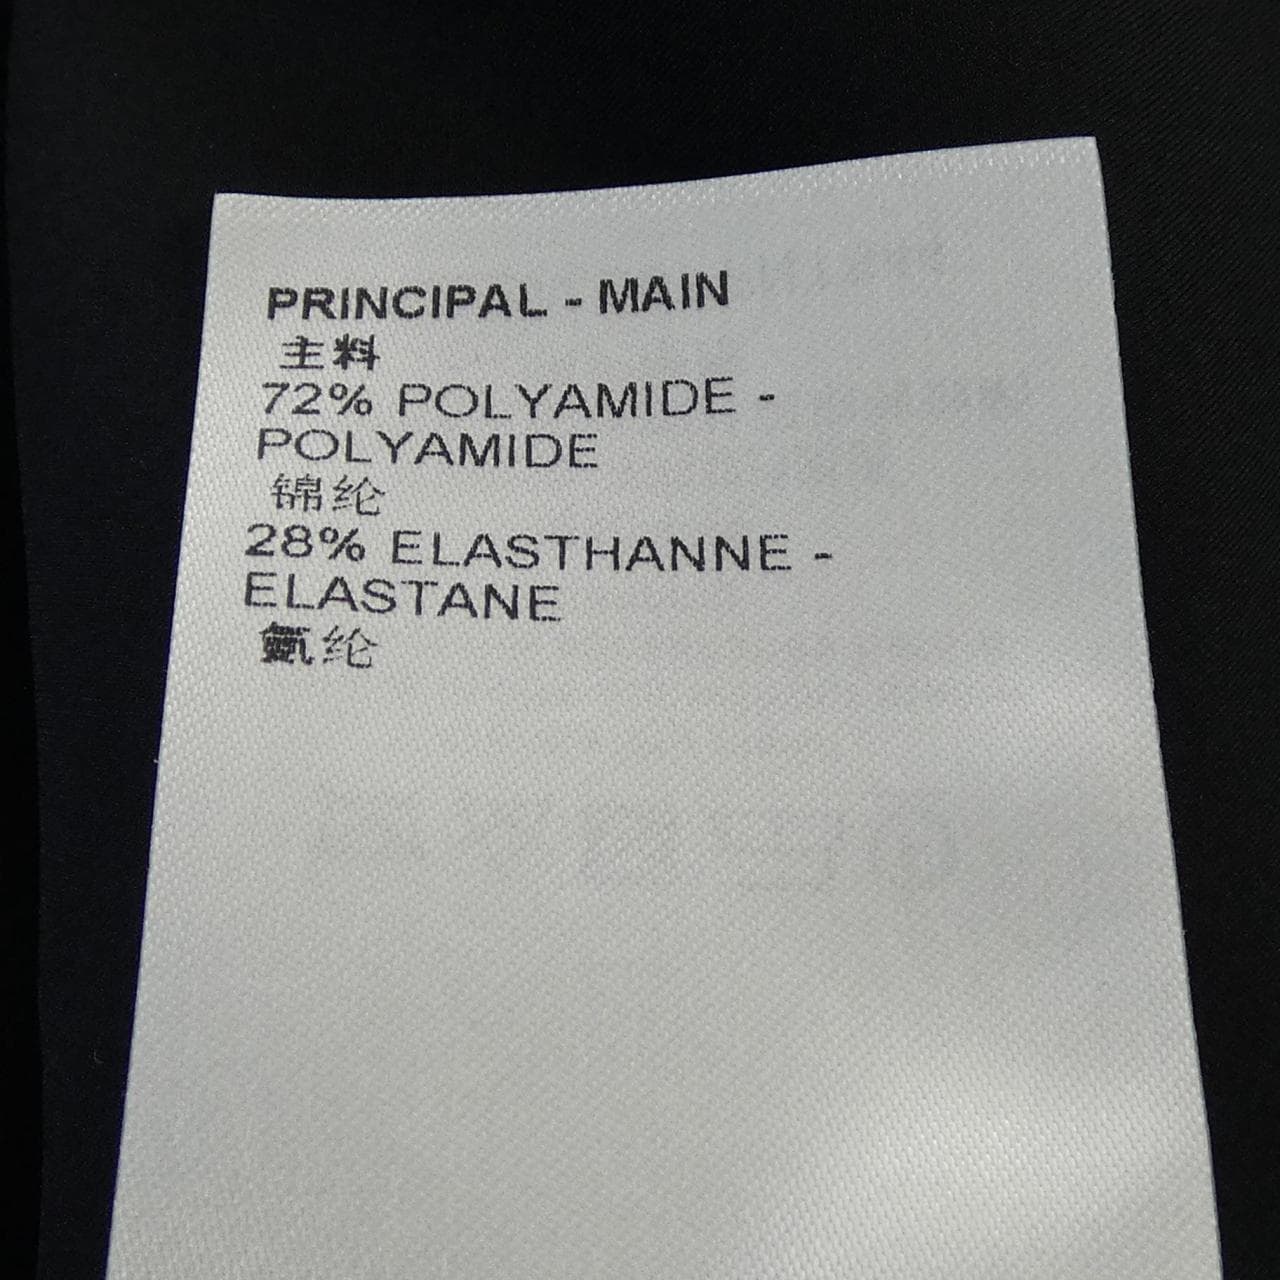 PRINCIPAL - MAIN
主料
72% POLYAMIDE -
POLYAMIDE
锦纶
28% ELASTHANNE -
ELASTANE
氨纶